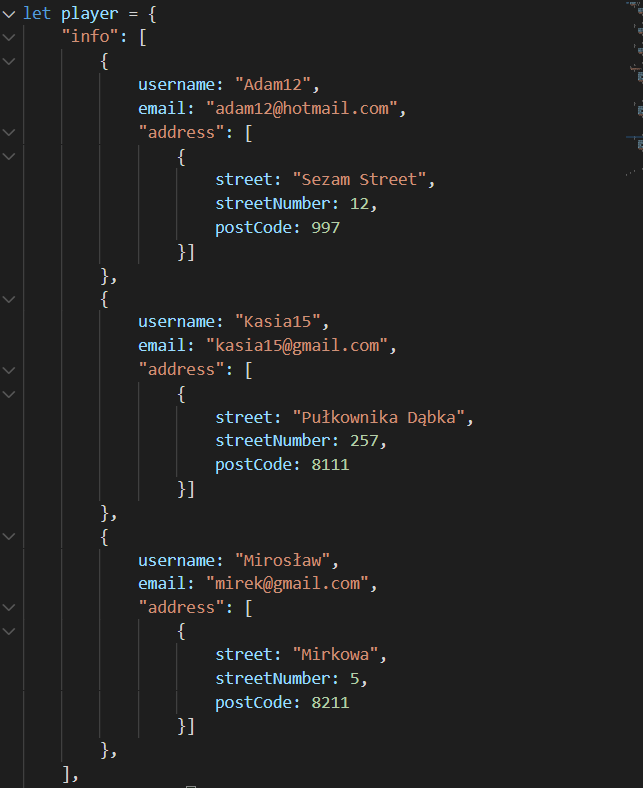 let player = {
"info": [
{
username: "Adam12",
email: "adam12@hotmail.com",
"address": [
{
street: "Sezam Street",
streetNumber: 12,
postCode: 997
}]
},
{
username: "Kasia15",
email: "kasia15@gmail.com",
"address": [
{
street: "Pułkownika Dąbka",
streetNumber: 257,
postCode: 8111
}]
},
{
username: "Mirosław",
email: "mirek@gmail.com",
"address": [
{
street: "Mirkowa",
streetNumber: 5,
postCode: 8211
}]
},
],